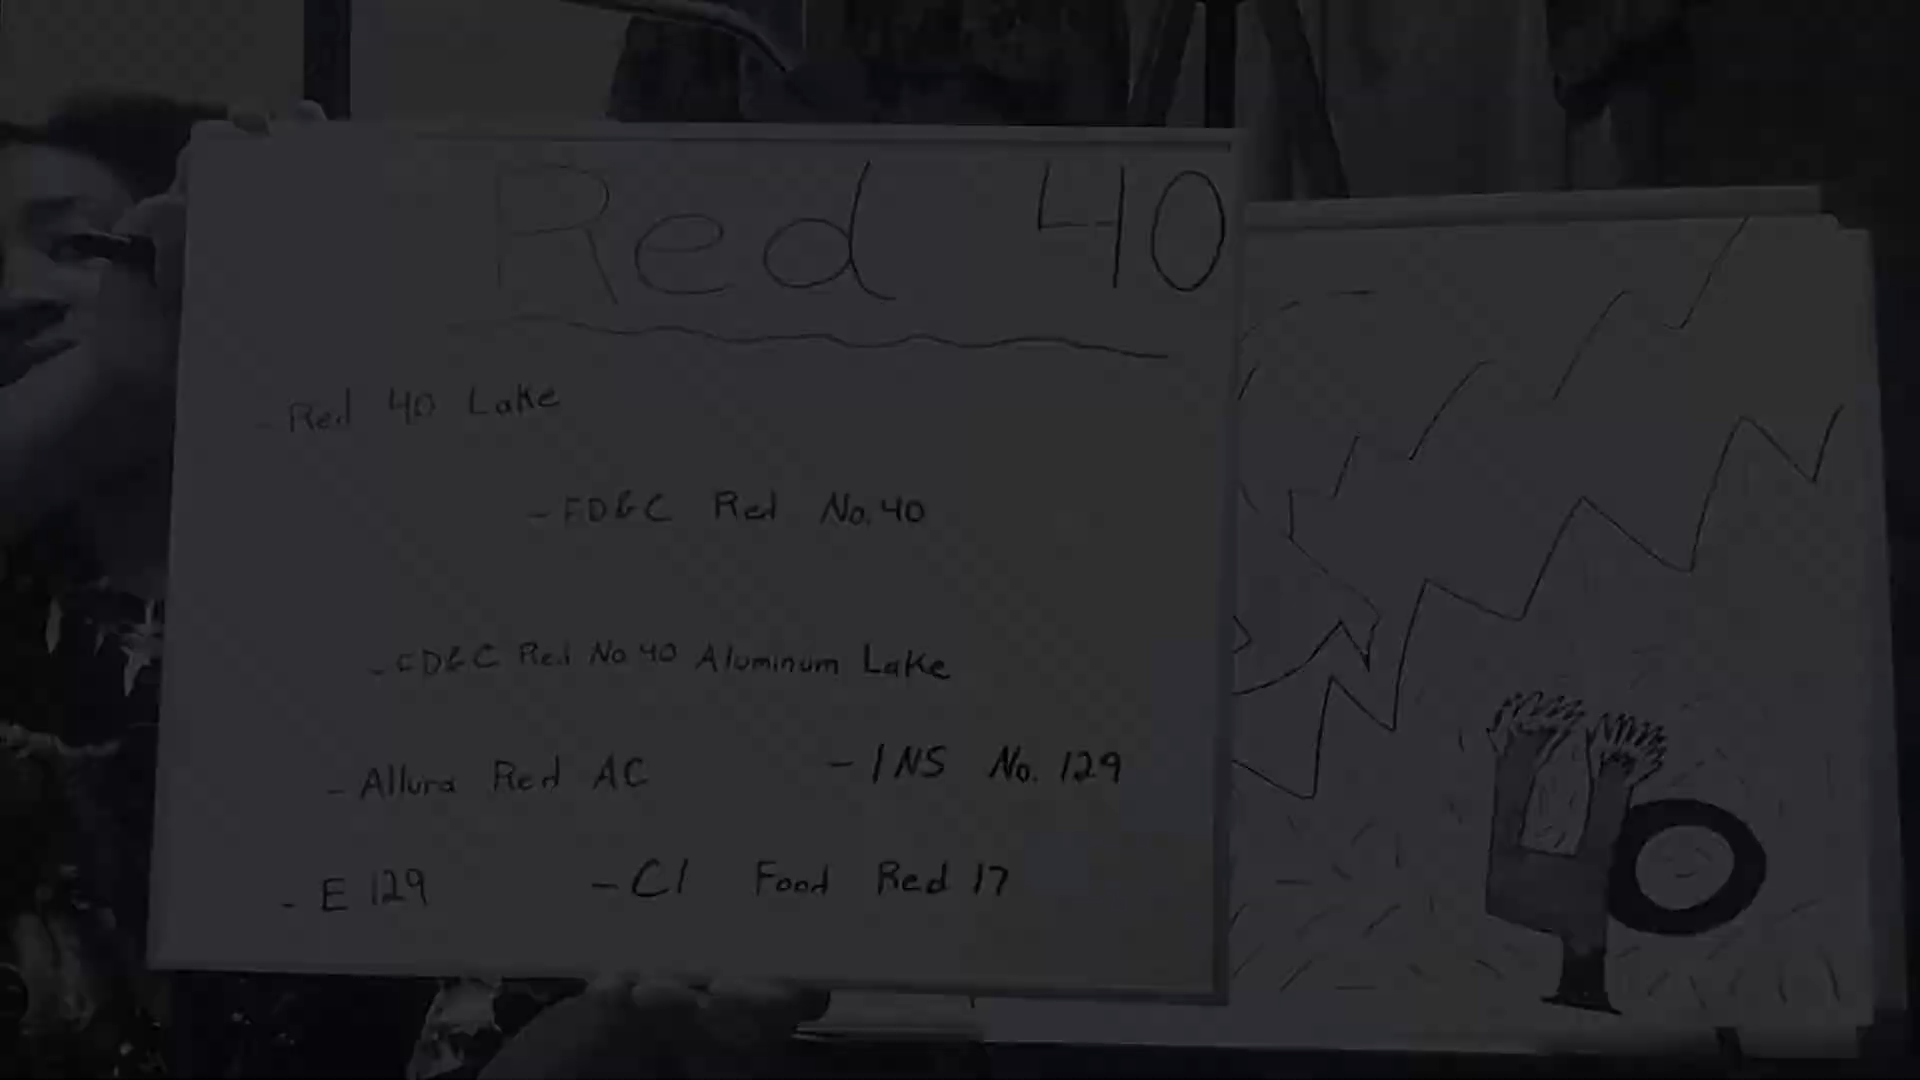 Red 40
- Red 40 Lake
- FD&C Red No. 40
- FD&C Red No 40 Aluminum Lake
- Allura Red AC
- INS No. 129
- E 129
- CI Food Red 17